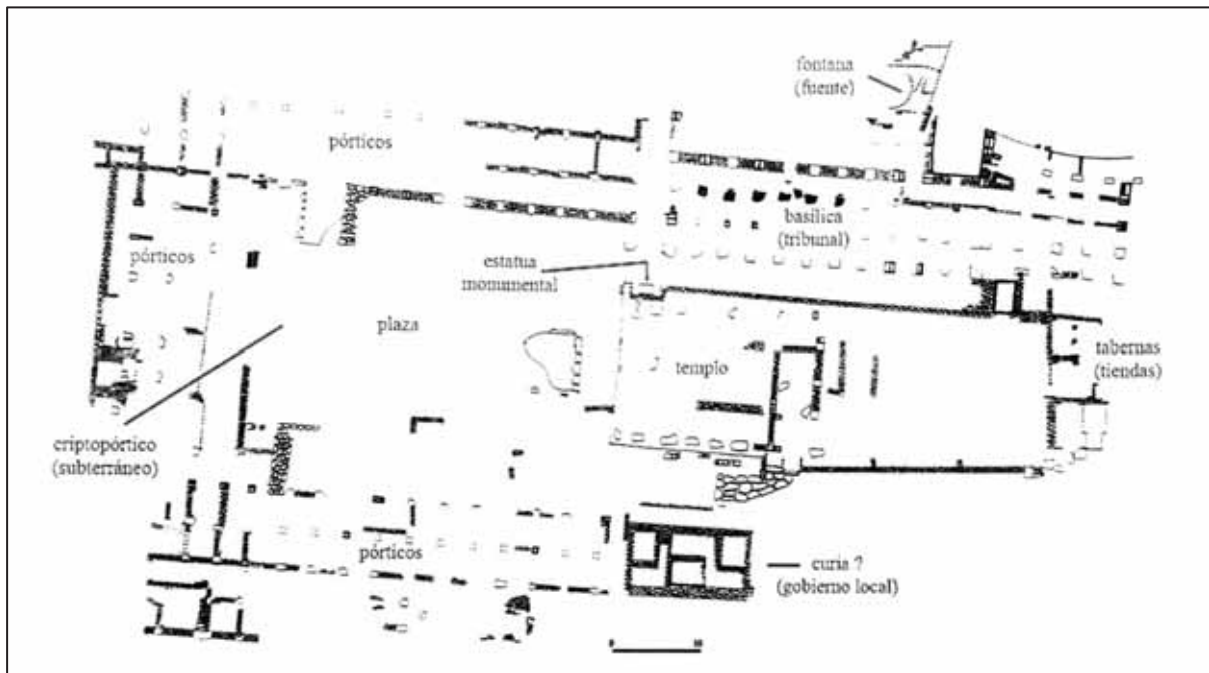 fontana
(fuente)
pórticos
basílica
(tribunal)
pórticos
estatua
monumental
plaza
templo
tabernas
(tiendas)
criptopórtico
(subterráneo)
pórticos
curia ?
(gobierno local)